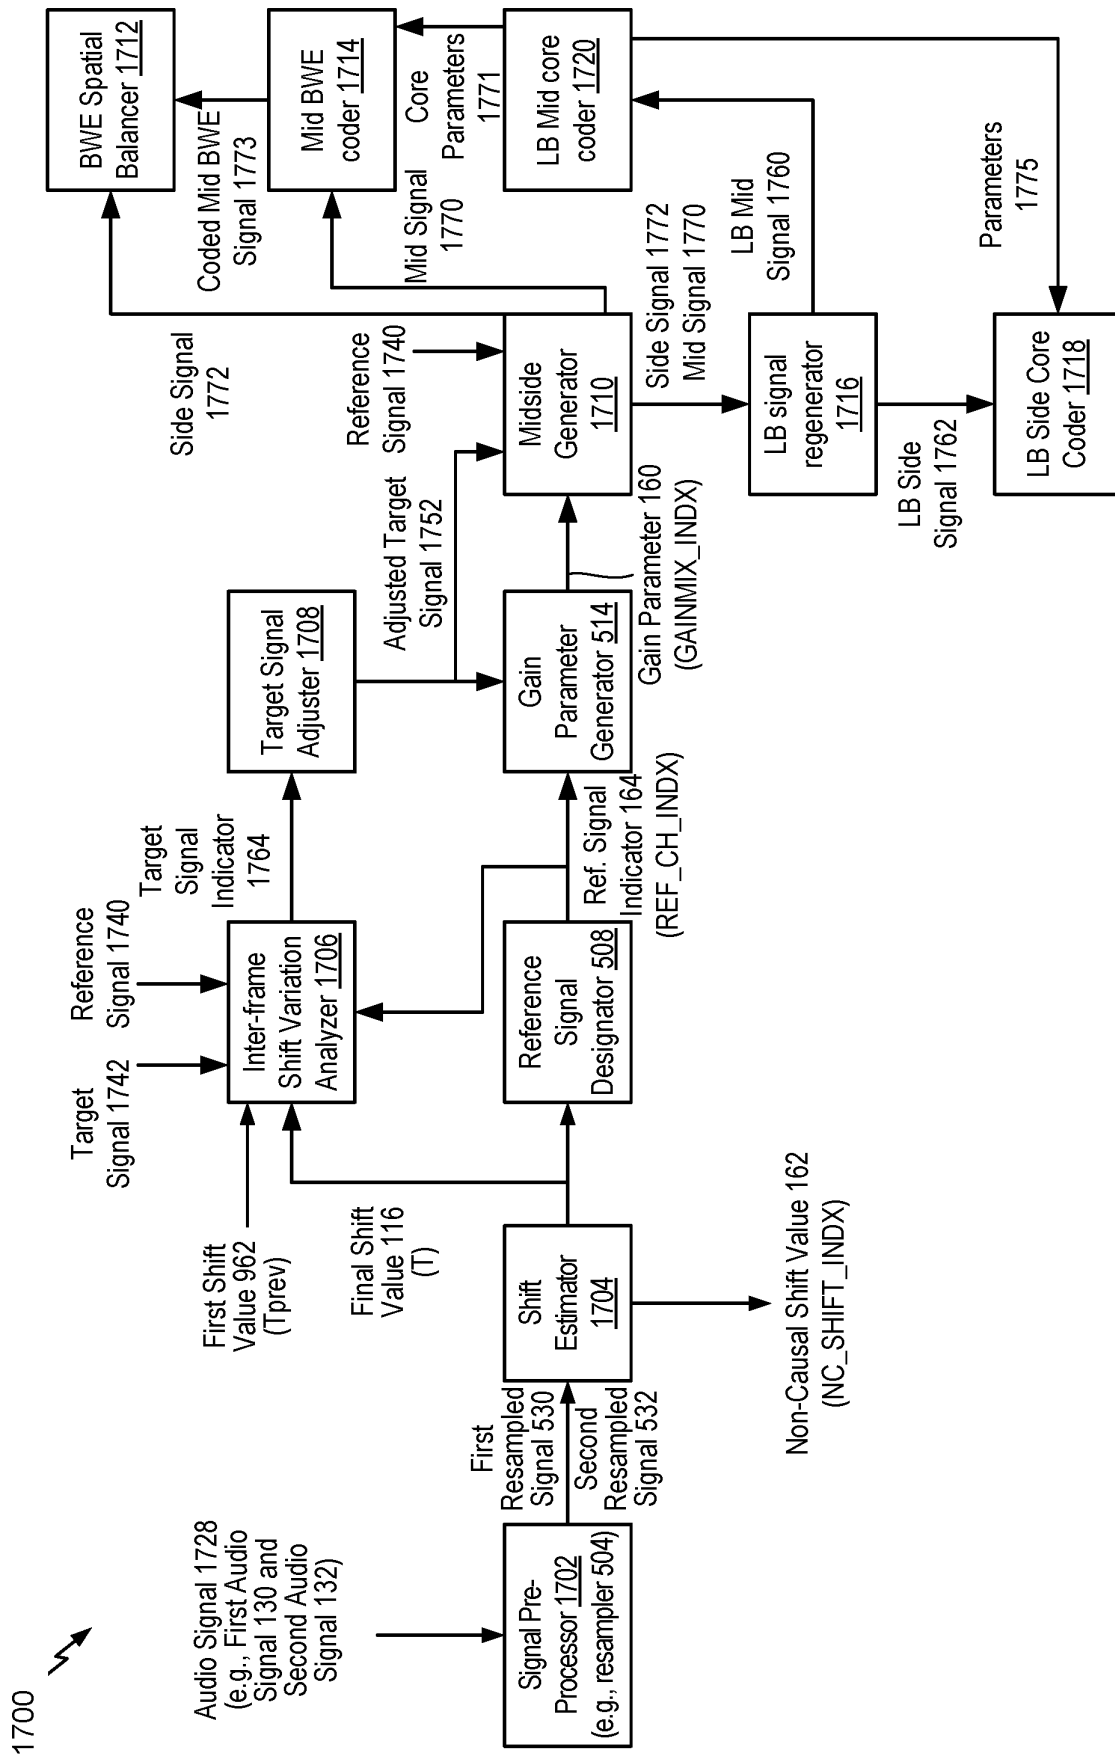 1700
Audio Signal 1728
(e.g., First Audio
Signal 130 and
Second Audio
Signal 132)
Signal Pre-
Processor 1702
(e.g., resampler 504)
First
Resampled
Signal 530
Second
Resampled
Signal 532
Shift
Estimator
1704
Non-Causal Shift Value 162
(NC_SHIFT_INDX)
Final Shift
Value 116
(T)
First Shift
Value 962
(Tprev)
Target
Signal 1742
Reference
Signal 1740
Inter-frame
Shift Variation
Analyzer 1706
Reference
Signal
Designator 508
Ref. Signal
Indicator 164
(REF_CH_INDX)
Target
Signal
Indicator
1764
Target Signal
Adjuster 1708
Gain
Parameter
Generator 514
Adjusted Target
Signal 1752
Gain Parameter 160
(GAINMIX_INDX)
Reference
Signal 1740
Midside
Generator
1710
Side Signal
1772
Mid Signal
1770
Side Signal 1772
Mid Signal 1770
LB signal
regenerator
1716
LB Mid
Signal 1760
LB Side
Signal 1762
LB Side Core
Coder 1718
Parameters
1775
LB Mid core
coder 1720
Core
Parameters
1771
Mid BWE
coder 1714
Coded Mid BWE
Signal 1773
BWE Spatial
Balancer 1712